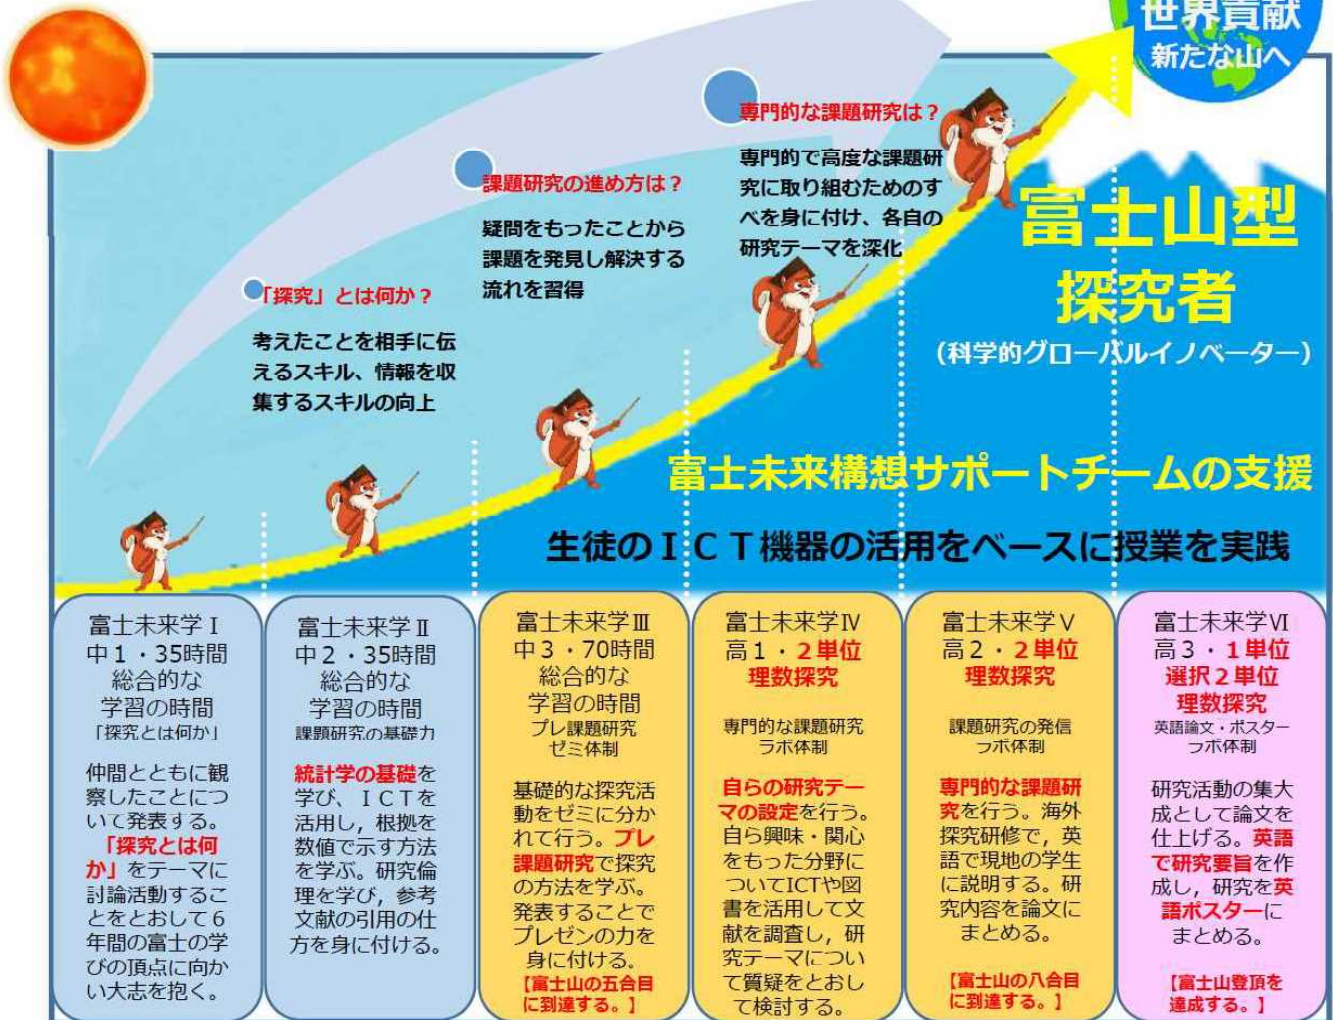 世界貢献
新たな山へ
専門的な課題研究は？
専門的で高度な課題研
究に取り組むためのす
べを身に付け、各自の
研究テーマを深化
課題研究の進め方は？
疑問をもったことから
課題を発見し解決する
流れを習得
「探究」とは何か？
考えたことを相手に伝
えるスキル、情報を収
集するスキルの向上
富士山型
探究者
（科学的グローバルイノベーター）
富士未来構想サポートチームの支援
生徒のＩＣＴ機器の活用をベースに授業を実践
富士未来学Ⅰ
中１・35時間
総合的な
学習の時間
「探究とは何か」
仲間とともに観
察したことにつ
いて発表する。
「探究とは何
か」をテーマに
討論活動するこ
とをとおして６
年間の富士の学
びの頂点に向か
い大志を抱く。
富士未来学Ⅱ
中２・35時間
総合的な
学習の時間
課題研究の基礎力
統計学の基礎を
学び、ＩＣＴを
活用し，根拠を
数値で示す方法
を学ぶ。研究倫
理を学び，参考
文献の引用の仕
方を身に付ける。
富士未来学Ⅲ
中３・70時間
総合的な
学習の時間
プレ課題研究
ゼミ体制
基礎的な探究活
動をゼミに分か
れて行う。プレ
課題研究で探究
の方法を学ぶ。
発表することで
プレゼンの力を
身に付ける。
【富士山の五合目
に到達する。】
富士未来学Ⅳ
高１・２単位
理数探究
専門的な課題研究
ラボ体制
自らの研究テー
マの設定を行う。
自ら興味・関心
をもった分野に
ついてICTや図
書を活用して文
献を調査し，研
究テーマについ
て質疑をとおし
て検討する。
富士未来学Ⅴ
高２・２単位
理数探究
課題研究の発信
ラボ体制
専門的な課題研
究を行う。海外
探究研修で，英
語で現地の学生
に説明する。研
究内容を論文に
まとめる。
【富士山の八合目
に到達する。】
富士未来学Ⅵ
高３・１単位
選択２単位
理数探究
英語論文・ポスター
ラボ体制
研究活動の集大
成として論文を
仕上げる。英語
で研究要旨を作
成し，研究を英
語ポスターに
まとめる。
【富士山登頂を
達成する。】